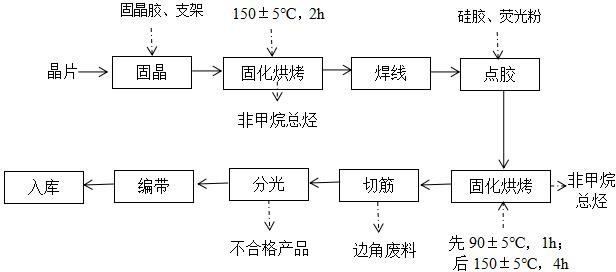 固晶胶、支架
150±5℃，2h
硅胶、荧光粉
晶片
固晶
固化烘烤
焊线
点胶
非甲烷总烃
入库
编带
分光
切筋
固化烘烤
非甲烷
总烃
不合格产品
边角废料
先 90±5℃，1h；
后 150±5℃，4h